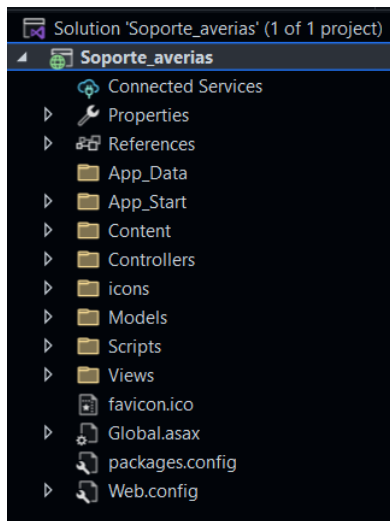 Solution 'Soporte_averias' (1 of 1 project)
Soporte_averias
Connected Services
Properties
References
App_Data
App_Start
Content
Controllers
icons
Models
Scripts
Views
favicon.ico
Global.asax
packages.config
Web.config